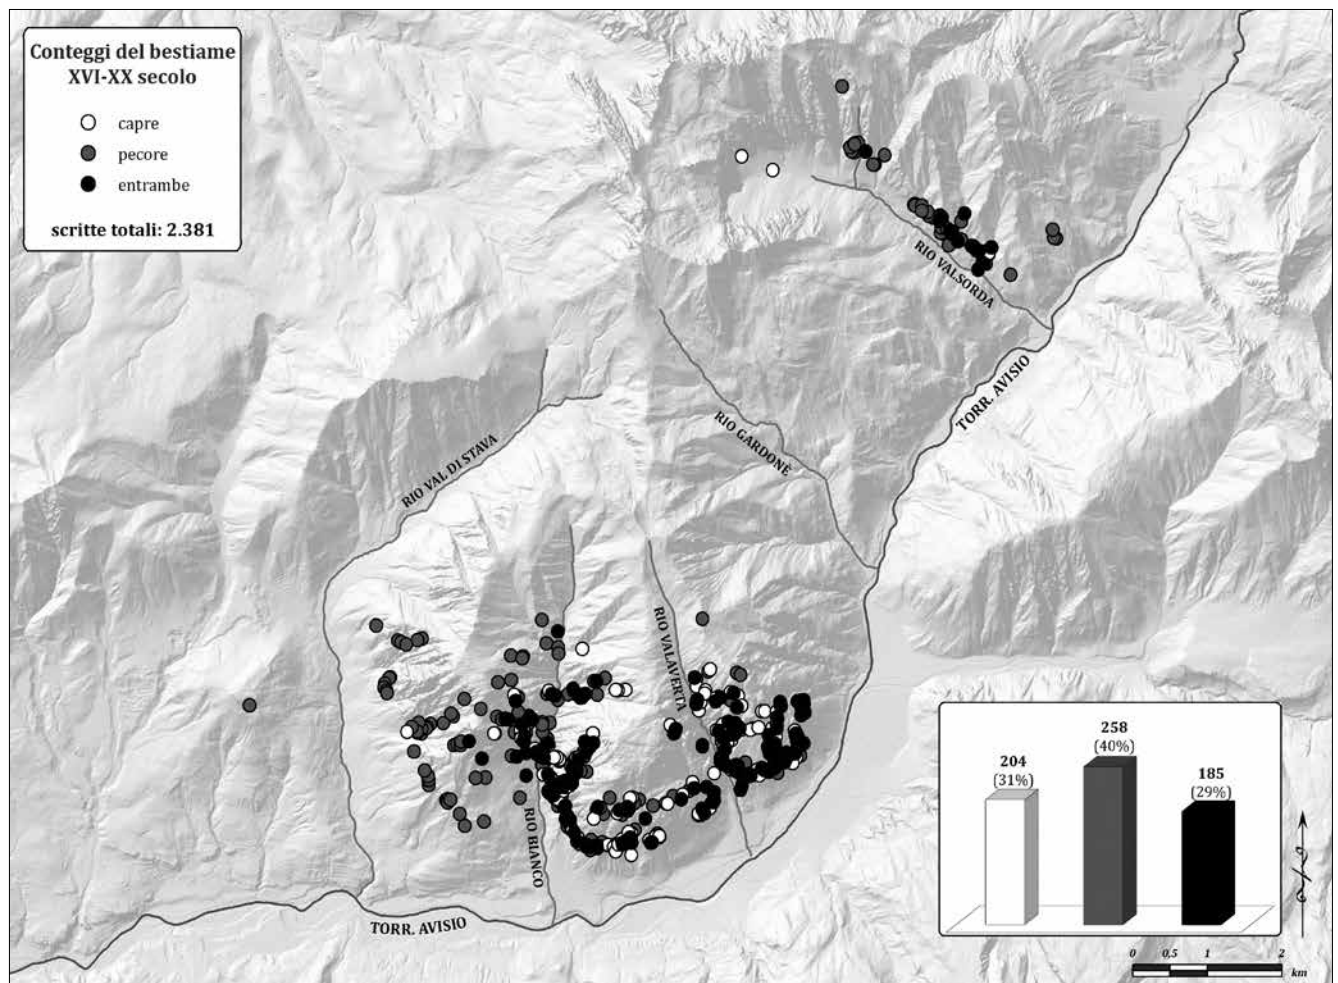 Conteggi del bestiame
XVI-XX secolo
capre
pecore
entrambe
scritte totali: 2.381
RIO VALSORDA
TORR. AVISIO
RIO GARDONÈ
RIO VAL DI STAVA
RIO VALAVERTA
RIO BIANCO
TORR. AVISIO
258
(40%)
204
(31%)
185
(29%)
0 0,5 1 2
km